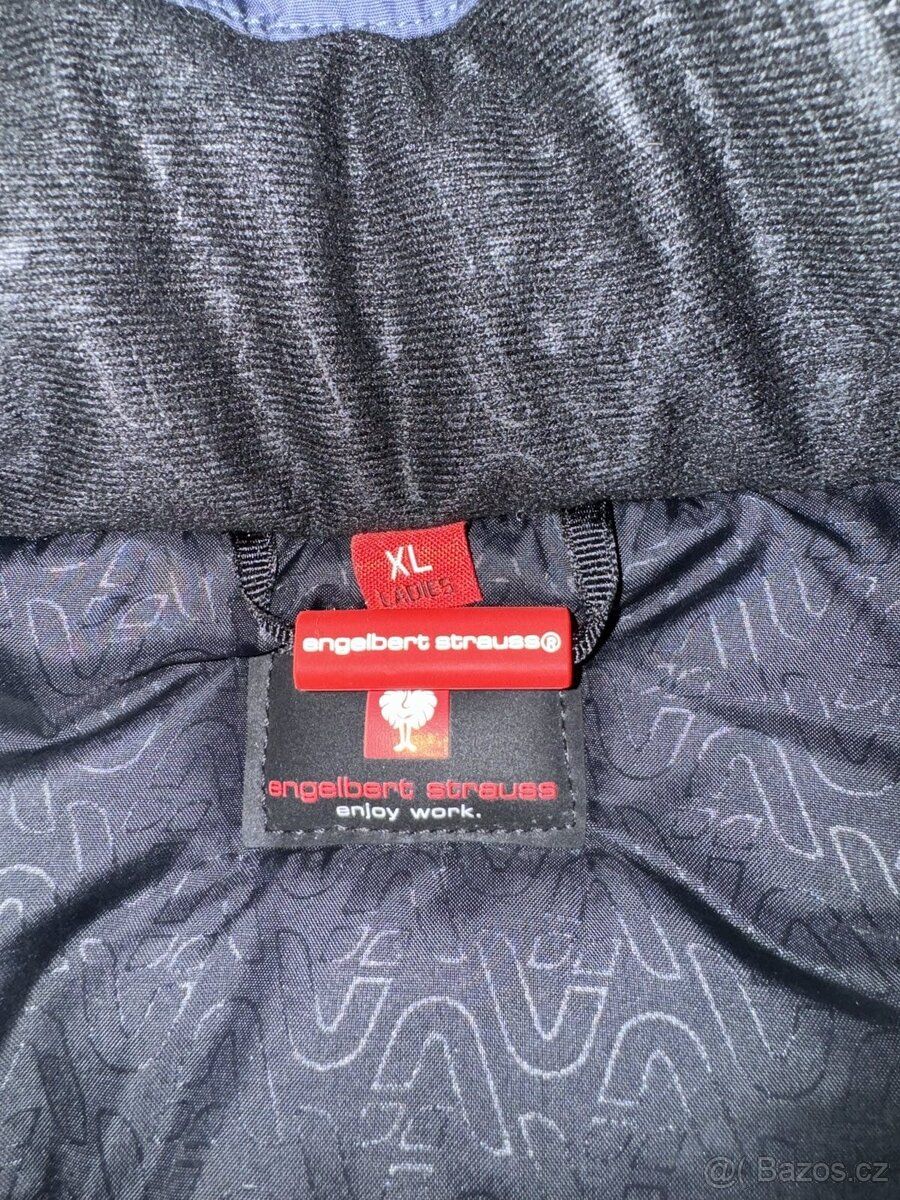 XL
LADIES
engelbert strauss®
engelbert strauss
enjoy work.
@( Bazos.cz